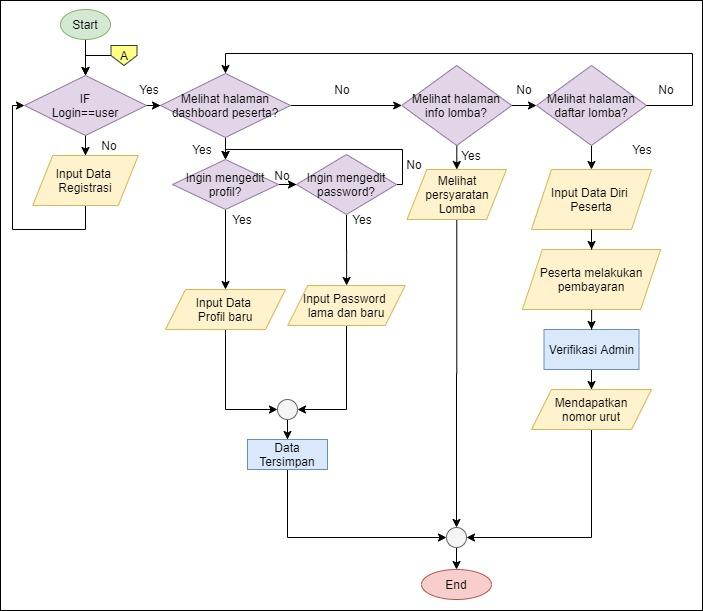 Start
A
IF
Login==user
Yes
No
Input Data
Registrasi
Melihat halaman
dashboard peserta?
No
Yes
Melihat halaman
info lomba?
No
Yes
Melihat halaman
daftar lomba?
No
Yes
Ingin mengedit
profil?
No
Yes
Ingin mengedit
password?
No
Yes
Melihat
persyaratan
Lomba
Input Data Diri
Peserta
Peserta melakukan
pembayaran
Verifikasi Admin
Mendapatkan
nomor urut
Input Data
Profil baru
Input Password
lama dan baru
Data
Tersimpan
End